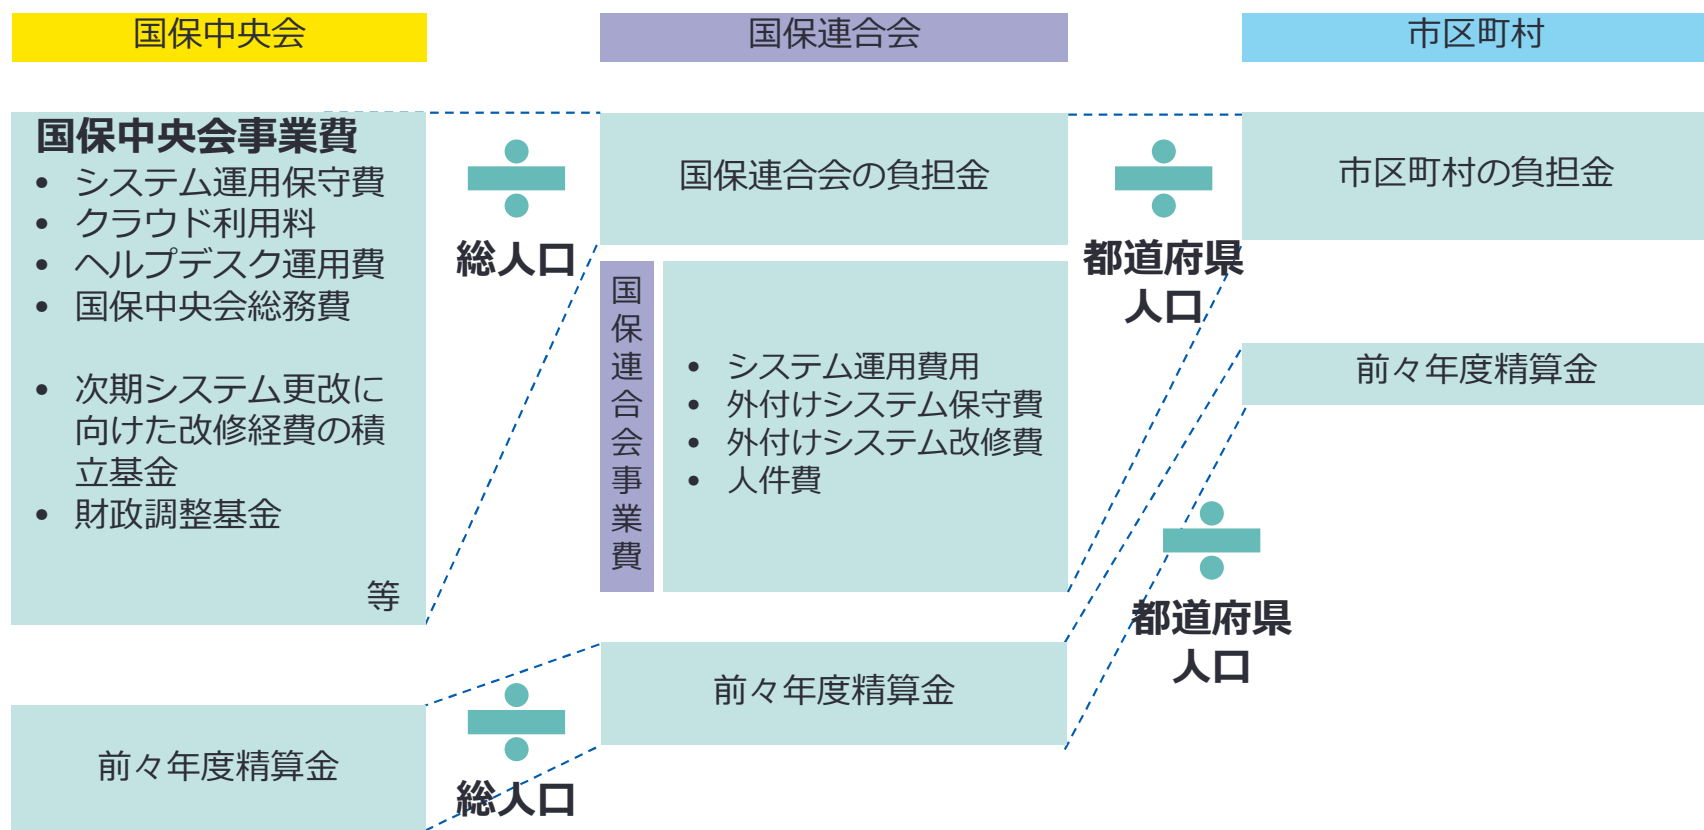 国保中央会
国保連合会
市区町村
国保中央会事業費
• システム運用保守費
• クラウド利用料
• ヘルプデスク運用費
• 国保中央会総務費
• 次期システム更改に
向けた改修経費の積
立基金
• 財政調整基金
等
総人口
国保連合会の負担金
都道府県
人口
市区町村の負担金
国保連合会事業費
• システム運用費用
• 外付けシステム保守費
• 外付けシステム改修費
• 人件費
前々年度精算金
都道府県
人口
前々年度精算金
総人口
前々年度精算金